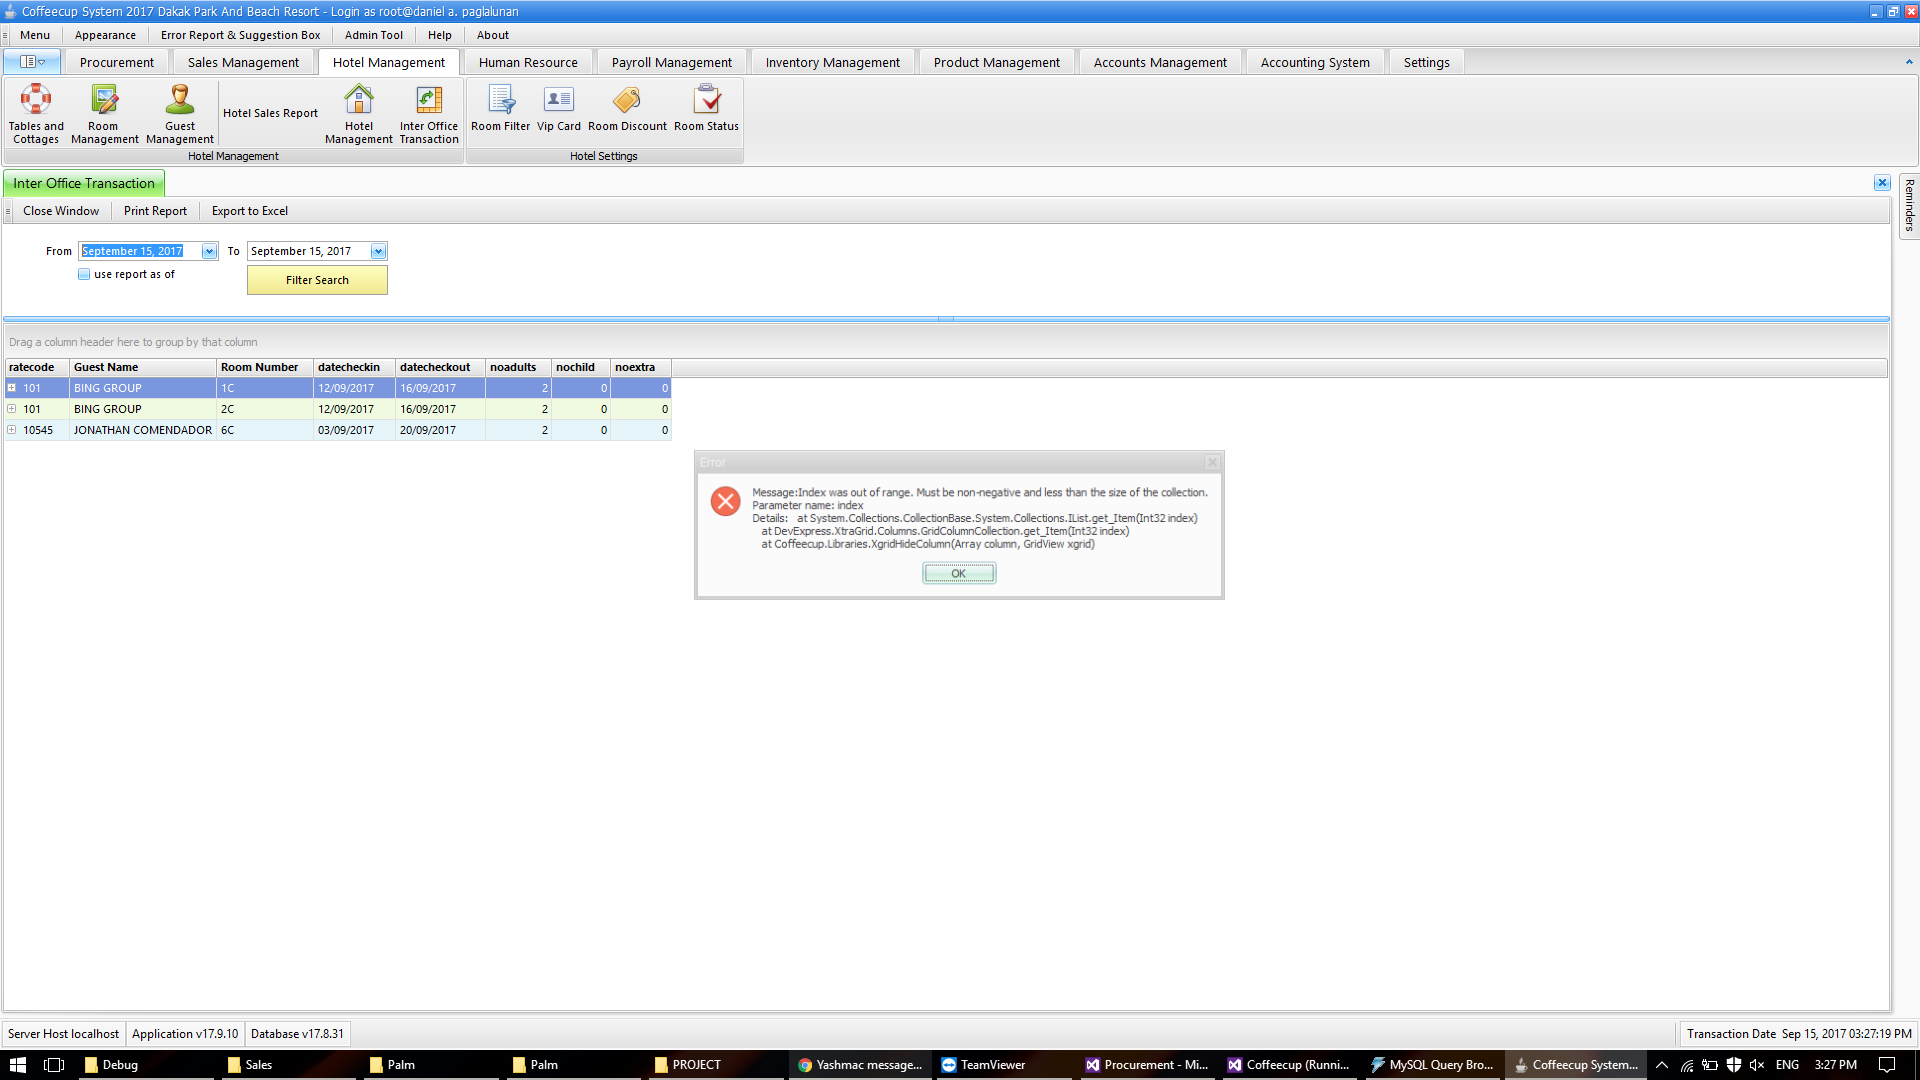 Coffeecup System 2017 Dakak Park And Beach Resort - Login as root@daniel a. paglalunan
Menu Appearance Error Report & Suggestion Box Admin Tool Help About
Procurement Sales Management Hotel Management Human Resource Payroll Management Inventory Management Product Management Accounts Management Accounting System Settings
Tables and Cottages
Room Management
Guest Management
Hotel Sales Report
Hotel Management
Inter Office Transaction
Room Filter
Vip Card
Room Discount
Room Status
Hotel Management Hotel Settings
Inter Office Transaction
Reminders
Close Window Print Report Export to Excel
From September 15, 2017 To September 15, 2017
use report as of Filter Search
Drag a column header here to group by that column
ratecode Guest Name Room Number datecheckin datecheckout noadults nochild noextra
101 BING GROUP 1C 12/09/2017 16/09/2017 2 0 0
101 BING GROUP 2C 12/09/2017 16/09/2017 2 0 0
10545 JONATHAN COMENDADOR 6C 03/09/2017 20/09/2017 2 0 0
Error
Message:Index was out of range. Must be non-negative and less than the size of the collection.
Parameter name: index
Details: at System.Collections.CollectionBase.System.Collections.IList.get_Item(Int32 index)
at DevExpress.XtraGrid.Columns.GridColumnCollection.get_Item(Int32 index)
at Coffeecup.Libraries.XgridHideColumn(Array column, GridView xgrid)
OK
Server Host localhost Application v17.9.10 Database v17.8.31 Transaction Date Sep 15, 2017 03:27:19 PM
Debug Sales Palm Palm PROJECT Yashmac message... TeamViewer Procurement - Mi... Coffeecup (Runni... MySQL Query Bro... Coffeecup System... ENG 3:27 PM